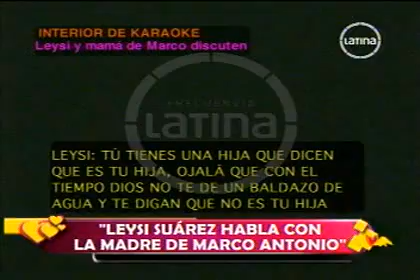 INTERIOR DE KARAOKE
Leysi y mamá de Marco discuten
LATINA
FRECUENCIA
LATINA
LEYSI: TÚ TIENES UNA HIJA QUE DICEN
QUE ES TU HIJA, OJALÁ QUE CON EL
TIEMPO DIOS NO TE DE UN BALDAZO DE
AGUA Y TE DIGAN QUE NO ES TU HIJA
"LEYSI SUÁREZ HABLA CON
LA MADRE DE MARCO ANTONIO"